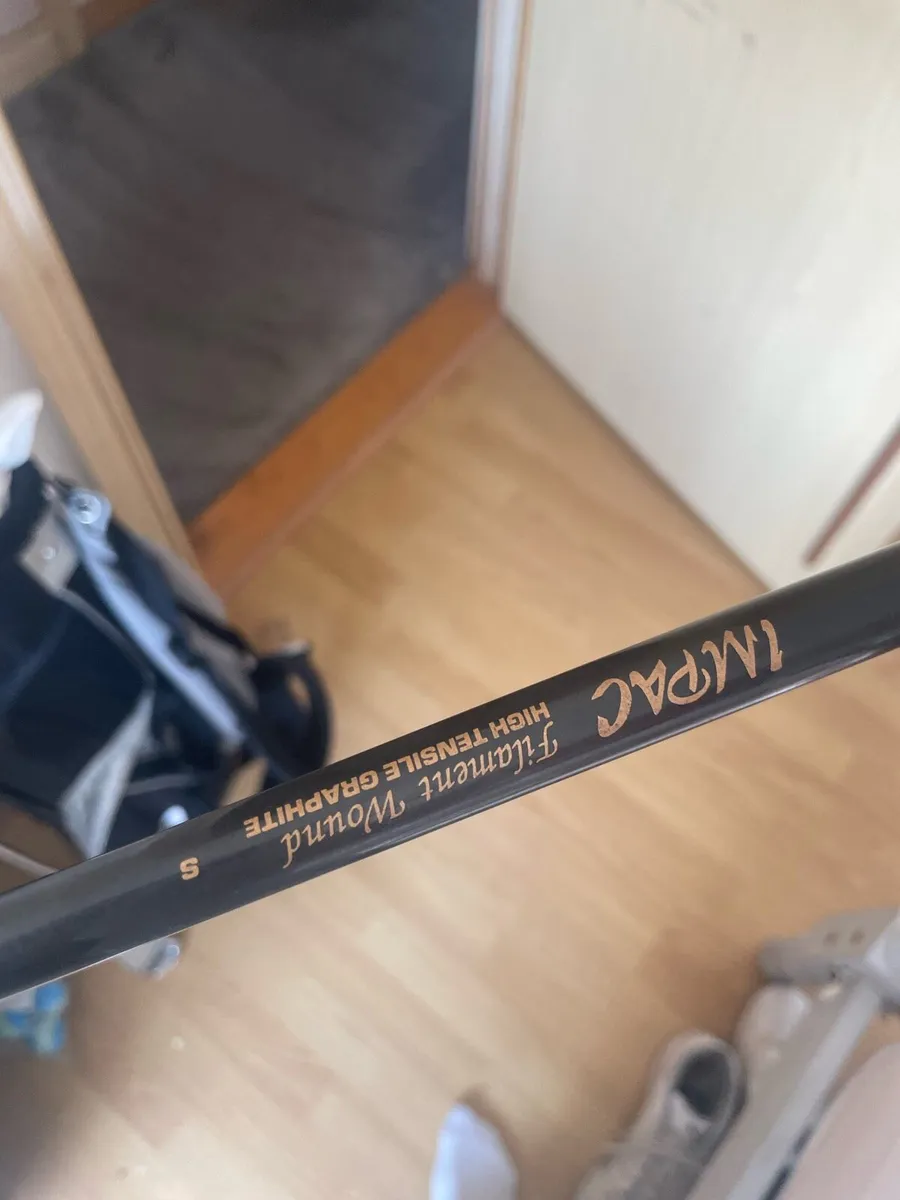 IMPAC
Filament Wound
HIGH TENSILE GRAPHITE
S